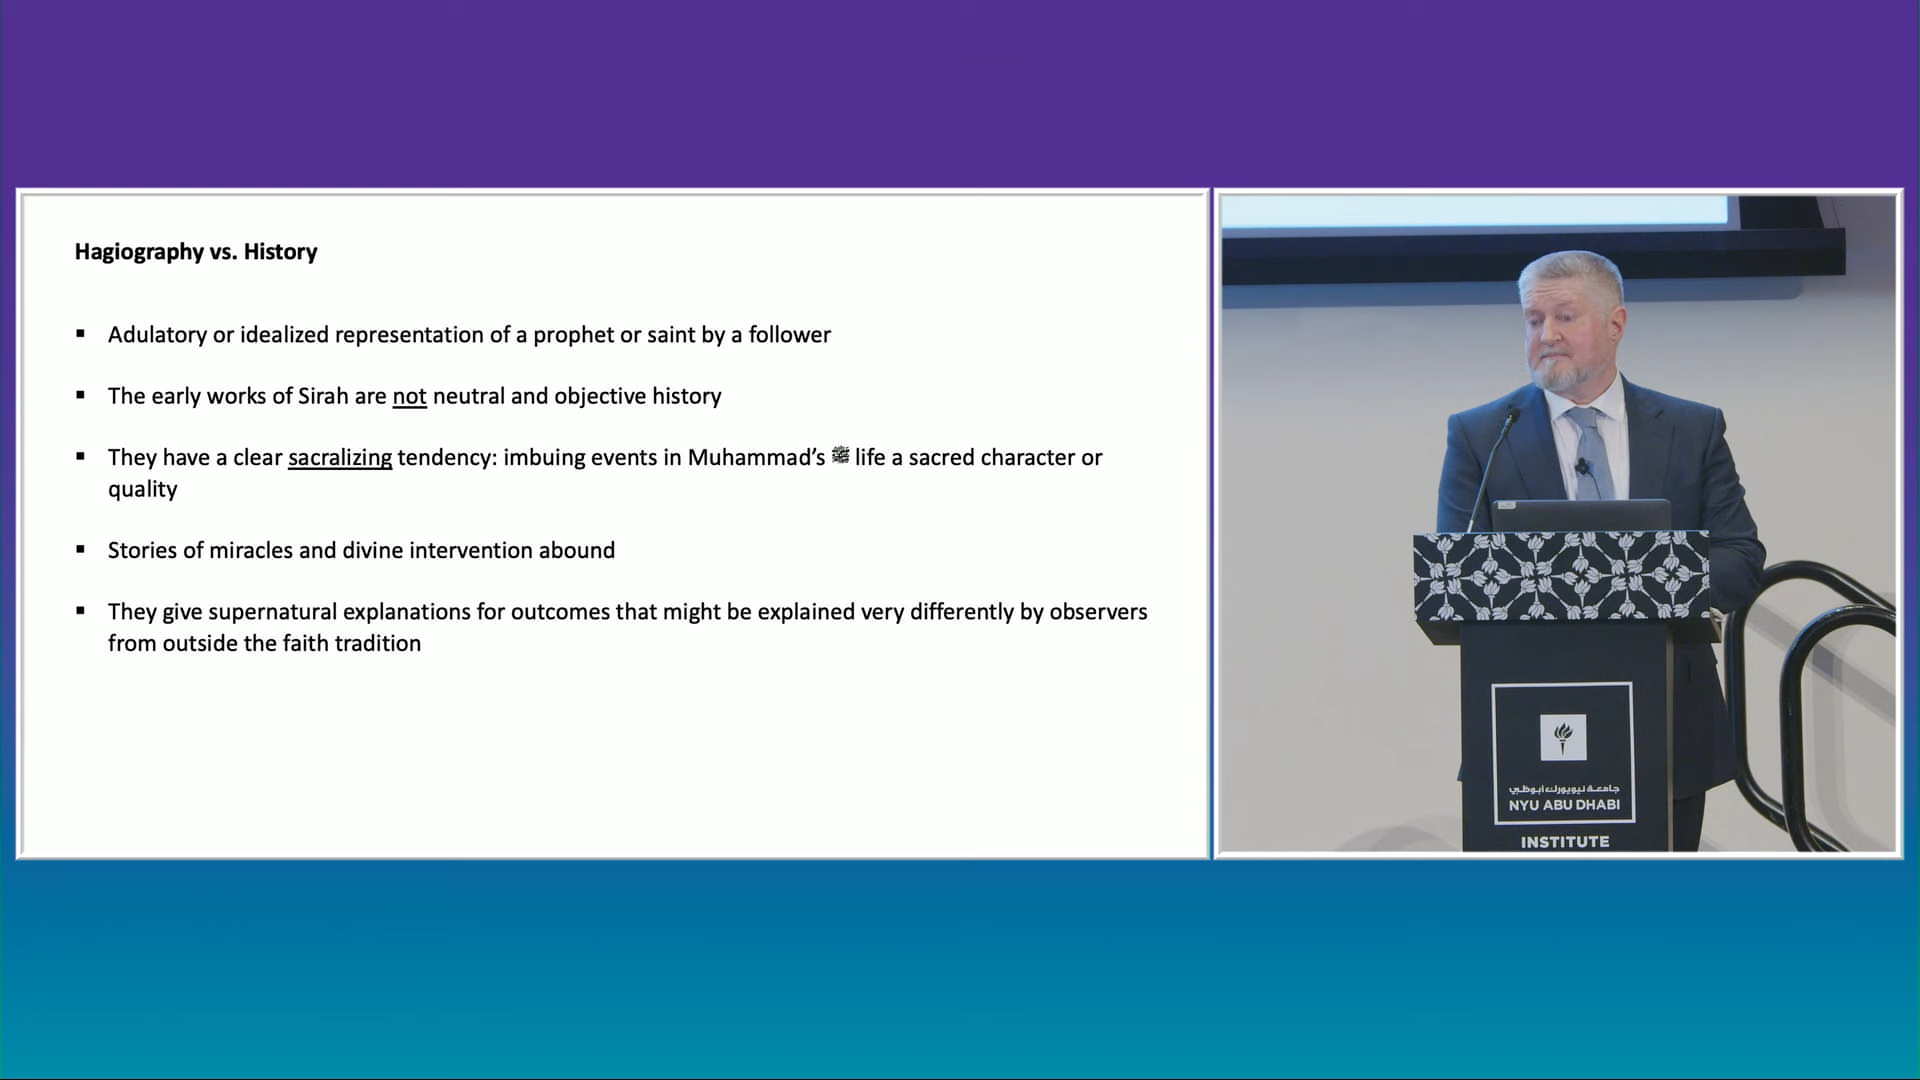 Hagiography vs. History
▪ Adulatory or idealized representation of a prophet or saint by a follower
▪ The early works of Sirah are not neutral and objective history
▪ They have a clear sacralizing tendency: imbuing events in Muhammad’s ﷺ life a sacred character or
quality
▪ Stories of miracles and divine intervention abound
▪ They give supernatural explanations for outcomes that might be explained very differently by observers
from outside the faith tradition
جامعة نيويورك أبوظبي
NYU ABU DHABI
INSTITUTE